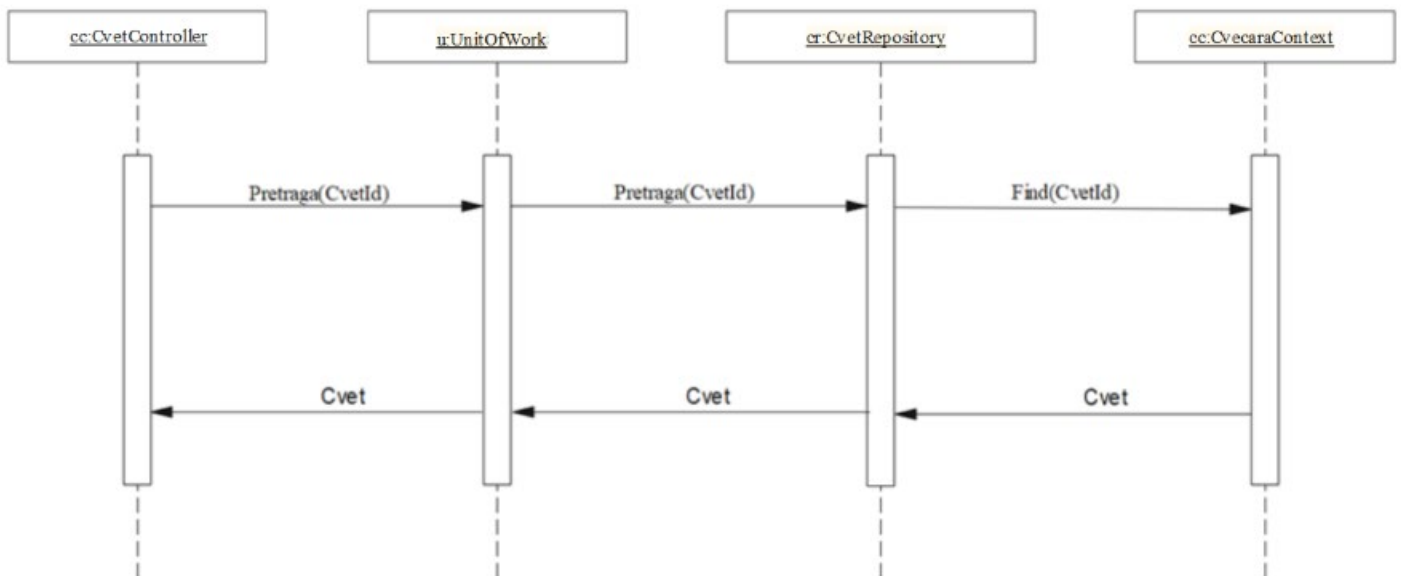 cc:CvetController
u:UnitOfWork
cr:CvetRepository
cc:CvecaraContext
Pretraga(CvetId)
Pretraga(CvetId)
Find(CvetId)
Cvet
Cvet
Cvet